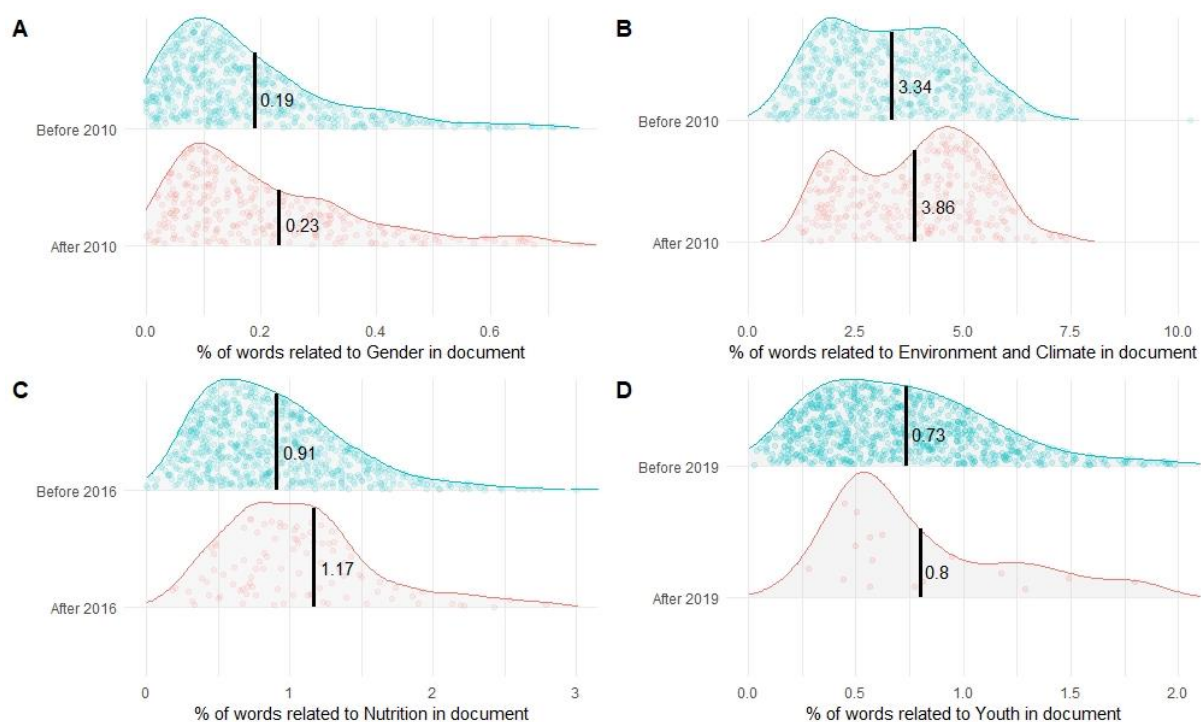 A
0.19
Before 2010
0.23
After 2010
0.0 0.2 0.4 0.6
% of words related to Gender in document
B
3.34
Before 2010
3.86
After 2010
0.0 2.5 5.0 7.5 10.0
% of words related to Environment and Climate in document
C
0.91
Before 2016
1.17
After 2016
0 1 2 3
% of words related to Nutrition in document
D
0.73
Before 2019
0.8
After 2019
0.0 0.5 1.0 1.5 2.0
% of words related to Youth in document